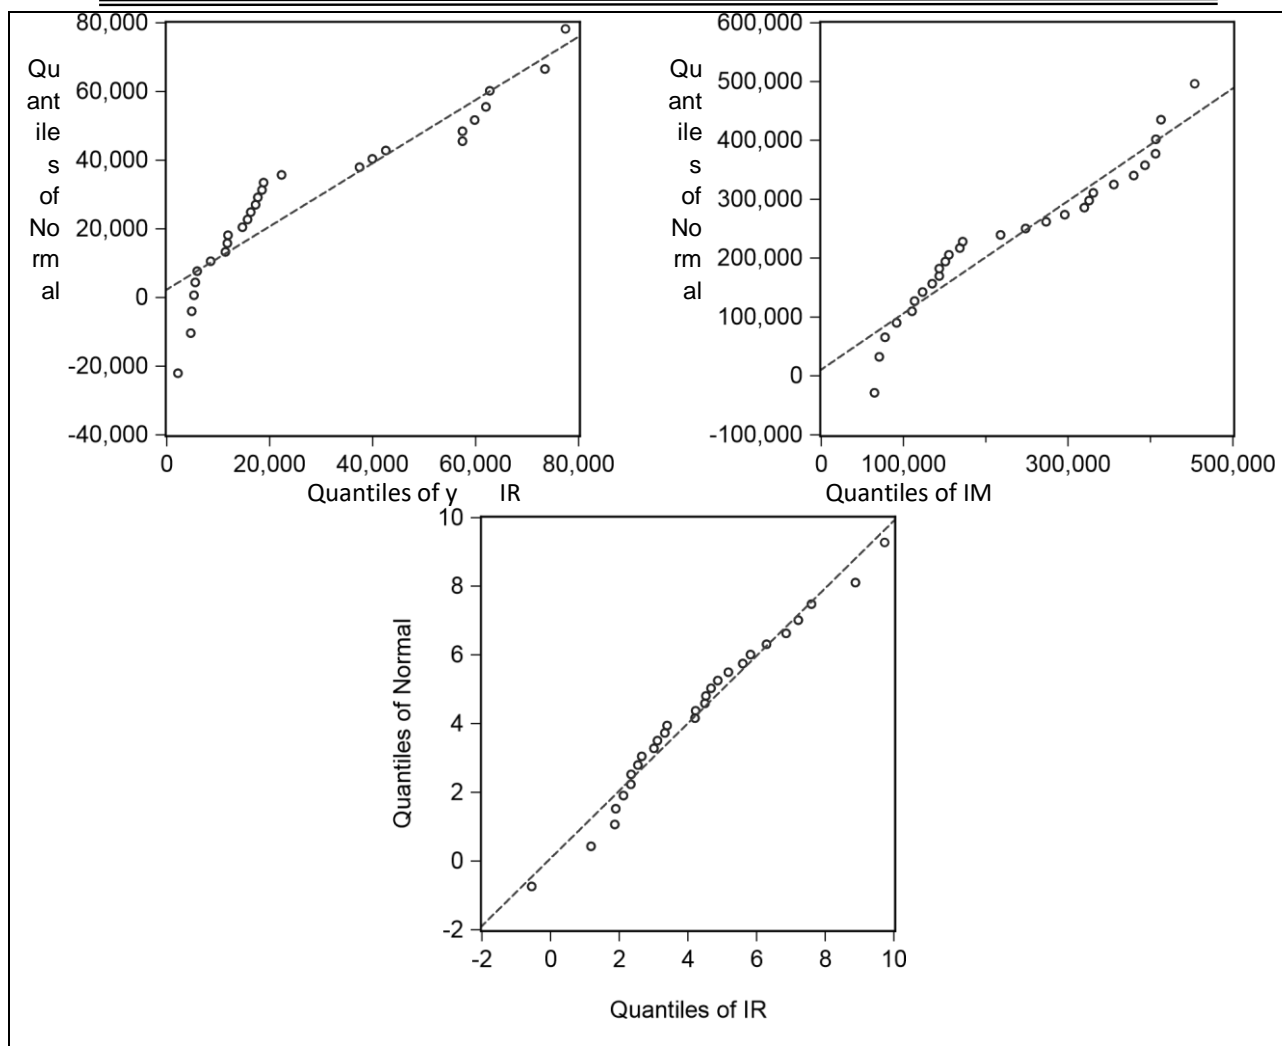 80,000
60,000
40,000
20,000
0
-20,000
-40,000
Qu
ant
ile
s
of
No
rm
al
0 20,000 40,000 60,000 80,000
Quantiles of y IR
600,000
500,000
400,000
300,000
200,000
100,000
0
-100,000
Qu
ant
ile
s
of
No
rm
al
0 100,000 300,000 500,000
Quantiles of IM
10
8
6
4
2
0
-2
Quantiles of Normal
-2 0 2 4 6 8 10
Quantiles of IR